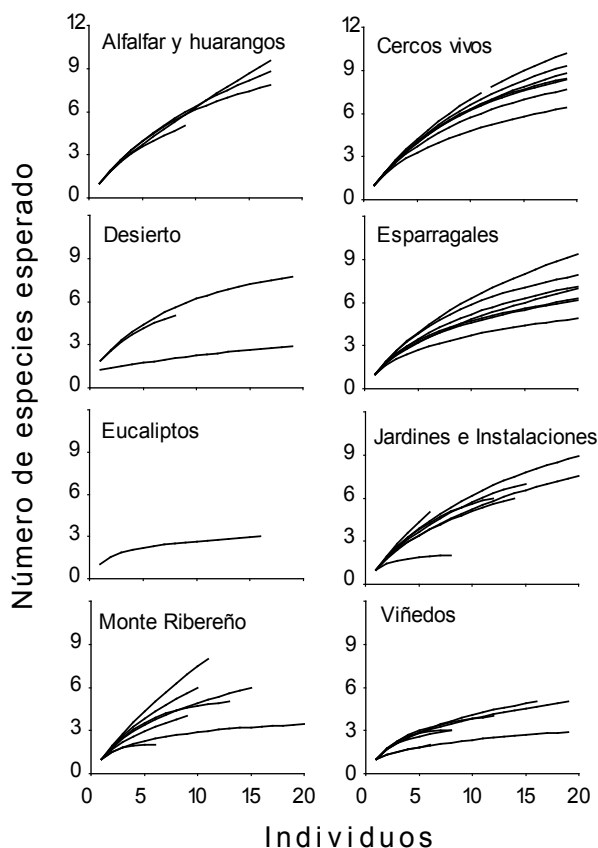 Número de especies esperado
12
9
6
3
0
Alfalfar y huarangos
12
9
6
3
0
Cercos vivos
9
6
3
0
Desierto
9
6
3
0
Esparragales
9
6
3
0
Eucaliptos
9
6
3
0
Jardines e Instalaciones
9
6
3
0
Monte Ribereño
0 5 10 15 20
9
6
3
0
Viñedos
0 5 10 15 20
Individuos